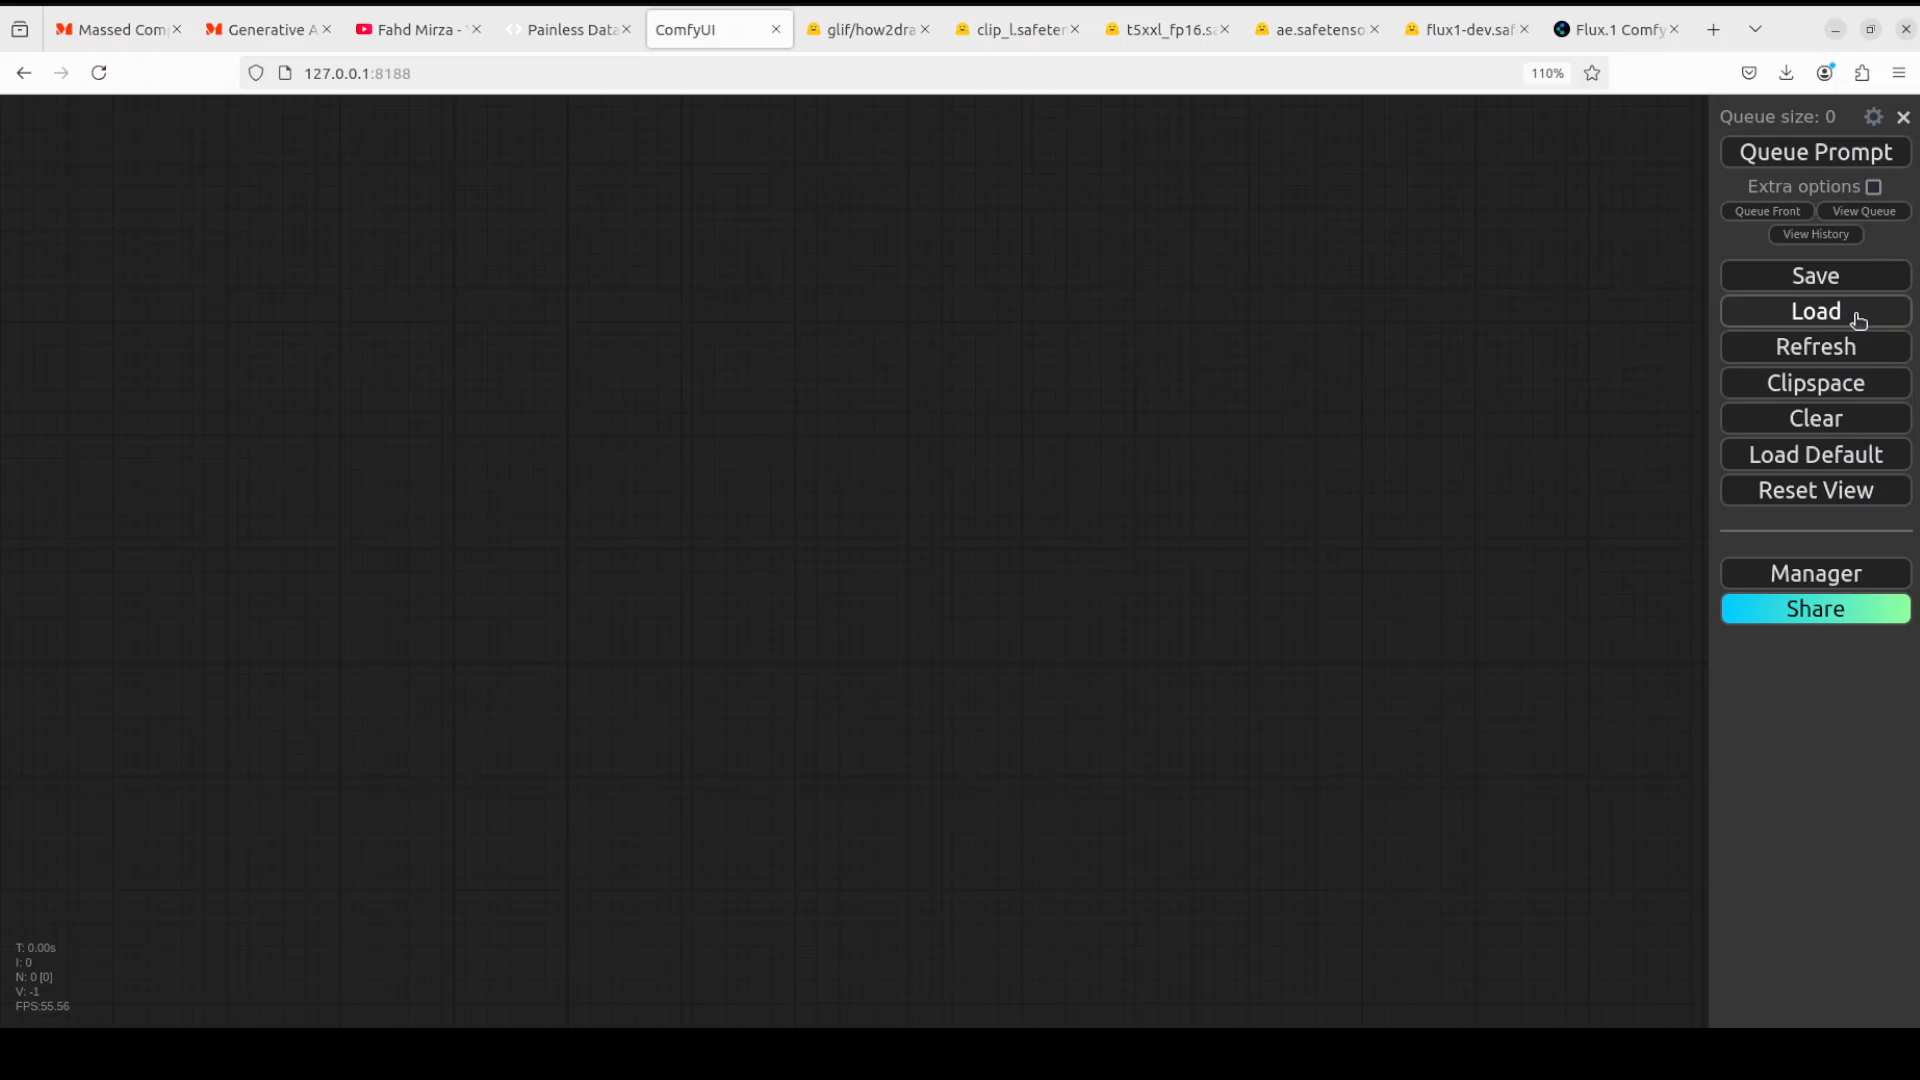 Massed Com
Generative A
Fahd Mirza -
Painless Data
ComfyUI
glif/how2dra
clip_l.safeter
t5xxl_fp16.sa
ae.safetenso
flux1-dev.saf
Flux.1 Comfy
127.0.0.1:8188
110%
Queue size: 0
Queue Prompt
Extra options
Queue Front
View Queue
View History
Save
Load
Refresh
Clipspace
Clear
Load Default
Reset View
Manager
Share
T: 0.00s
I: 0
N: 0 [0]
V: -1
FPS:55.56